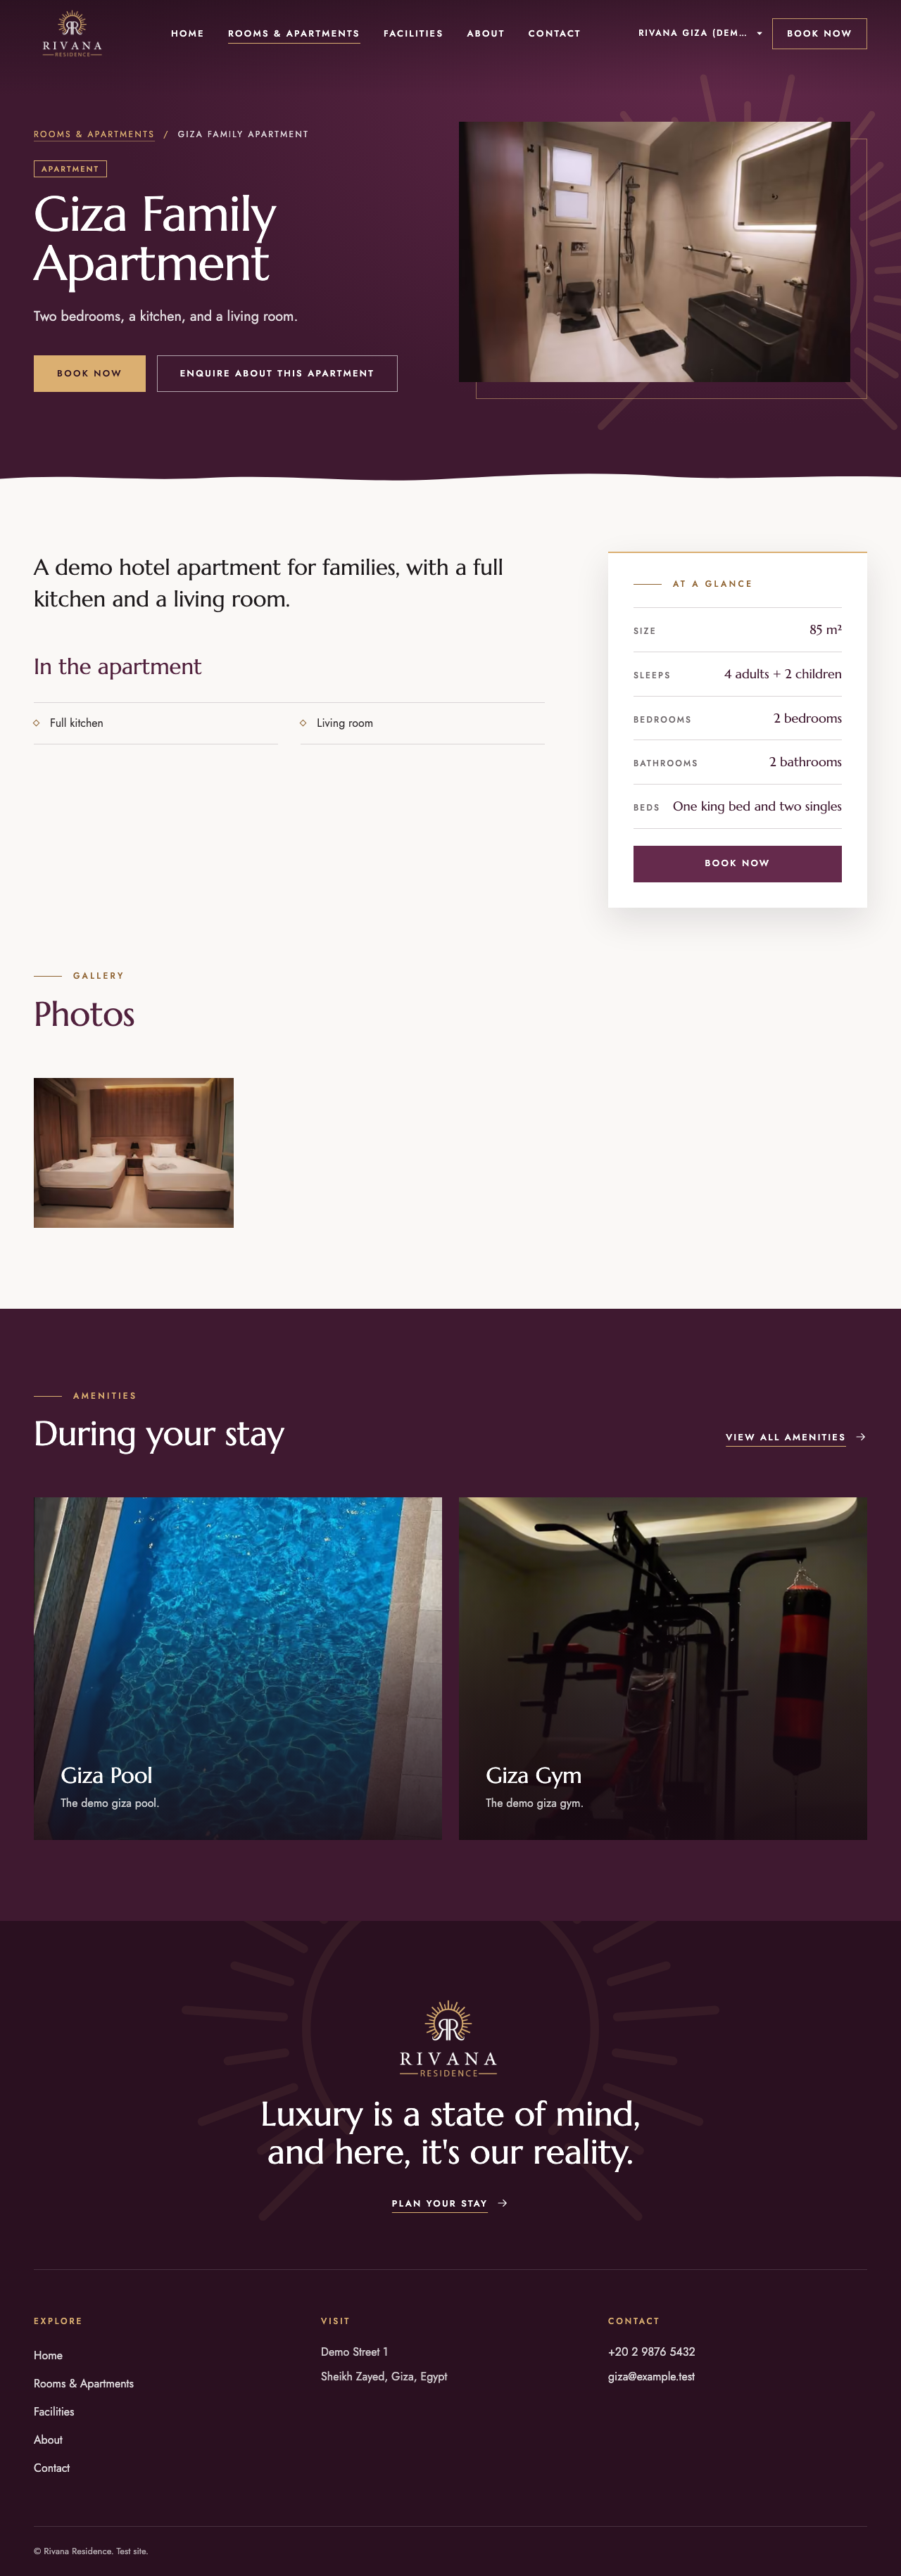 RIVANA
RESIDENCE
HOME
ROOMS & APARTMENTS
FACILITIES
ABOUT
CONTACT
RIVANA GIZA (DEM...
BOOK NOW
ROOMS & APARTMENTS / GIZA FAMILY APARTMENT
APARTMENT
Giza Family
Apartment
Two bedrooms, a kitchen, and a living room.
BOOK NOW
ENQUIRE ABOUT THIS APARTMENT
A demo hotel apartment for families, with a full
kitchen and a living room.
In the apartment
Full kitchen
Living room
AT A GLANCE
SIZE 85 m²
SLEEPS 4 adults + 2 children
BEDROOMS 2 bedrooms
BATHROOMS 2 bathrooms
BEDS One king bed and two singles
BOOK NOW
GALLERY
Photos
AMENITIES
During your stay
VIEW ALL AMENITIES
Giza Pool
The demo giza pool.
Giza Gym
The demo giza gym.
RIVANA
RESIDENCE
Luxury is a state of mind,
and here, it's our reality.
PLAN YOUR STAY
EXPLORE
Home
Rooms & Apartments
Facilities
About
Contact
VISIT
Demo Street 1
Sheikh Zayed, Giza, Egypt
CONTACT
+20 2 9876 5432
giza@example.test
© Rivana Residence. Test site.